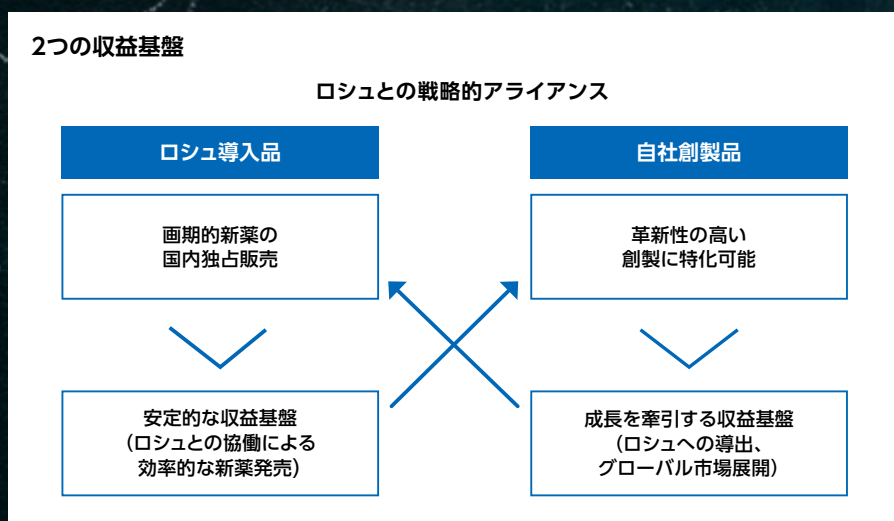 2つの収益基盤
ロシュとの戦略的アライアンス
ロシュ導入品
画期的新薬の
国内独占販売
安定的な収益基盤
(ロシュとの協働による
効率的な新薬発売)
自社創製品
革新性の高い
創製に特化可能
成長を牽引する収益基盤
(ロシュへの導出、
グローバル市場展開)